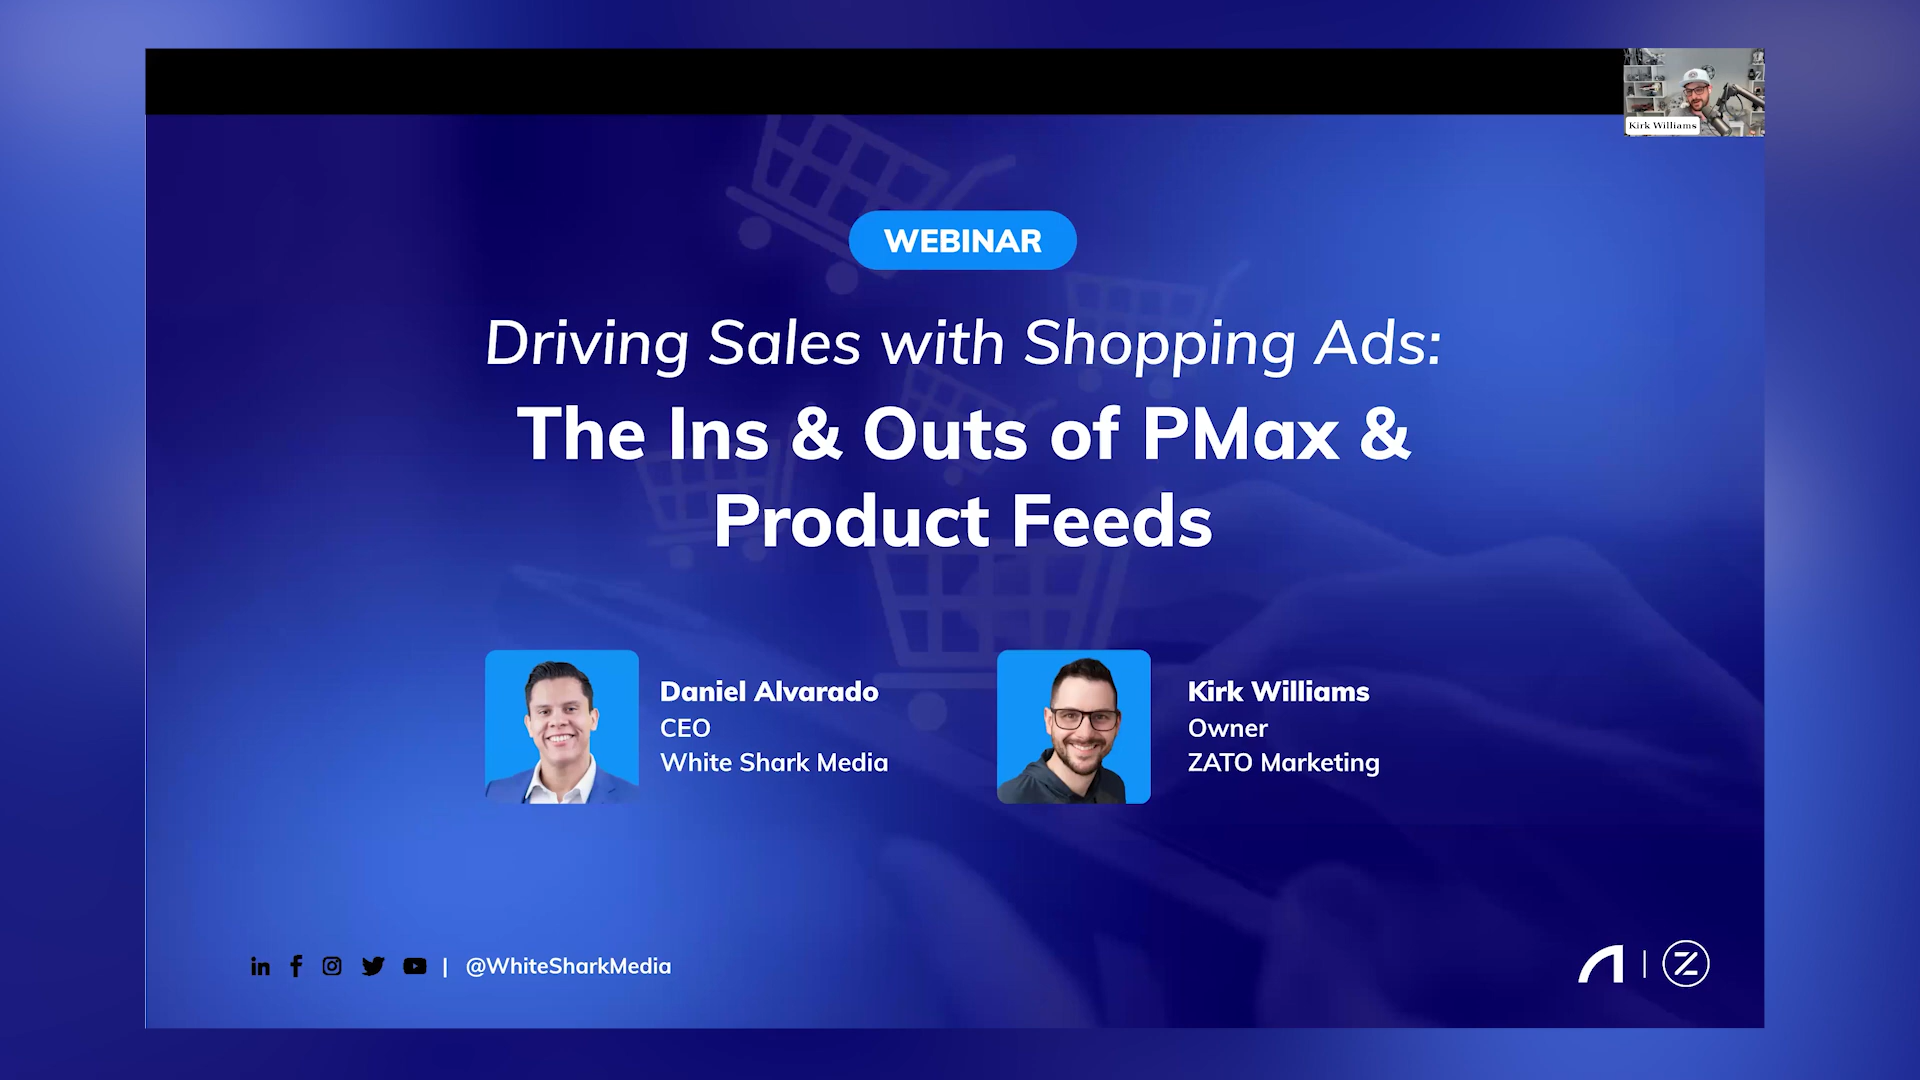 Kirk Williams
WEBINAR
Driving Sales with Shopping Ads:
The Ins & Outs of PMax &
Product Feeds
Daniel Alvarado
CEO
White Shark Media
Kirk Williams
Owner
ZATO Marketing
| @WhiteSharkMedia